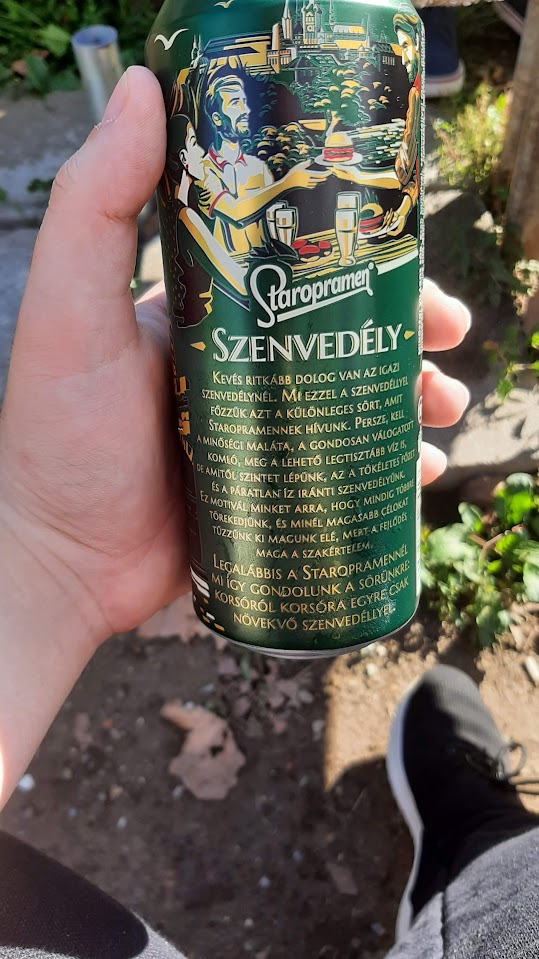 Staropramen
SZENVEDÉLY
KEVÉS RITKÁBB DOLOG VAN AZ IGAZI
SZENVEDÉLYNÉL. MI EZZEL A SZENVEDÉLLYEL
FŐZZÜK AZT A KÜLÖNLEGES SÖRT, AMIT
STAROPRAMENNEK HÍVUNK. PERSZE, KELL
A MINŐSÉGI MALÁTA, A GONDOSAN VÁLOGATOTT
KOMLÓ, MEG A LEHETŐ LEGTISZTÁBB VÍZ IS,
DE AMITŐL SZINTET LÉPÜNK, AZ A TÖKÉLETES FŐZET
ÉS A PÁRATLAN ÍZ IRÁNTI SZENVEDÉLYÜNK.
EZ MOTIVÁL MINKET ARRA, HOGY MINDIG TÖBBRE
TÖREKEDJÜNK, ÉS MINÉL MAGASABB CÉLOKAT
TŰZZÜNK KI MAGUNK ELÉ, MERT A FEJLŐDÉS
MAGA A SZAKÉRTELEM.
LEGALÁBBIS A STAROPRAMENNÉL
MI ÍGY GONDOLUNK A SÖRÜNKRE:
KORSÓRÓL KORSÓRA EGYRE CSAK
NÖVEKVŐ SZENVEDÉLLYEL.